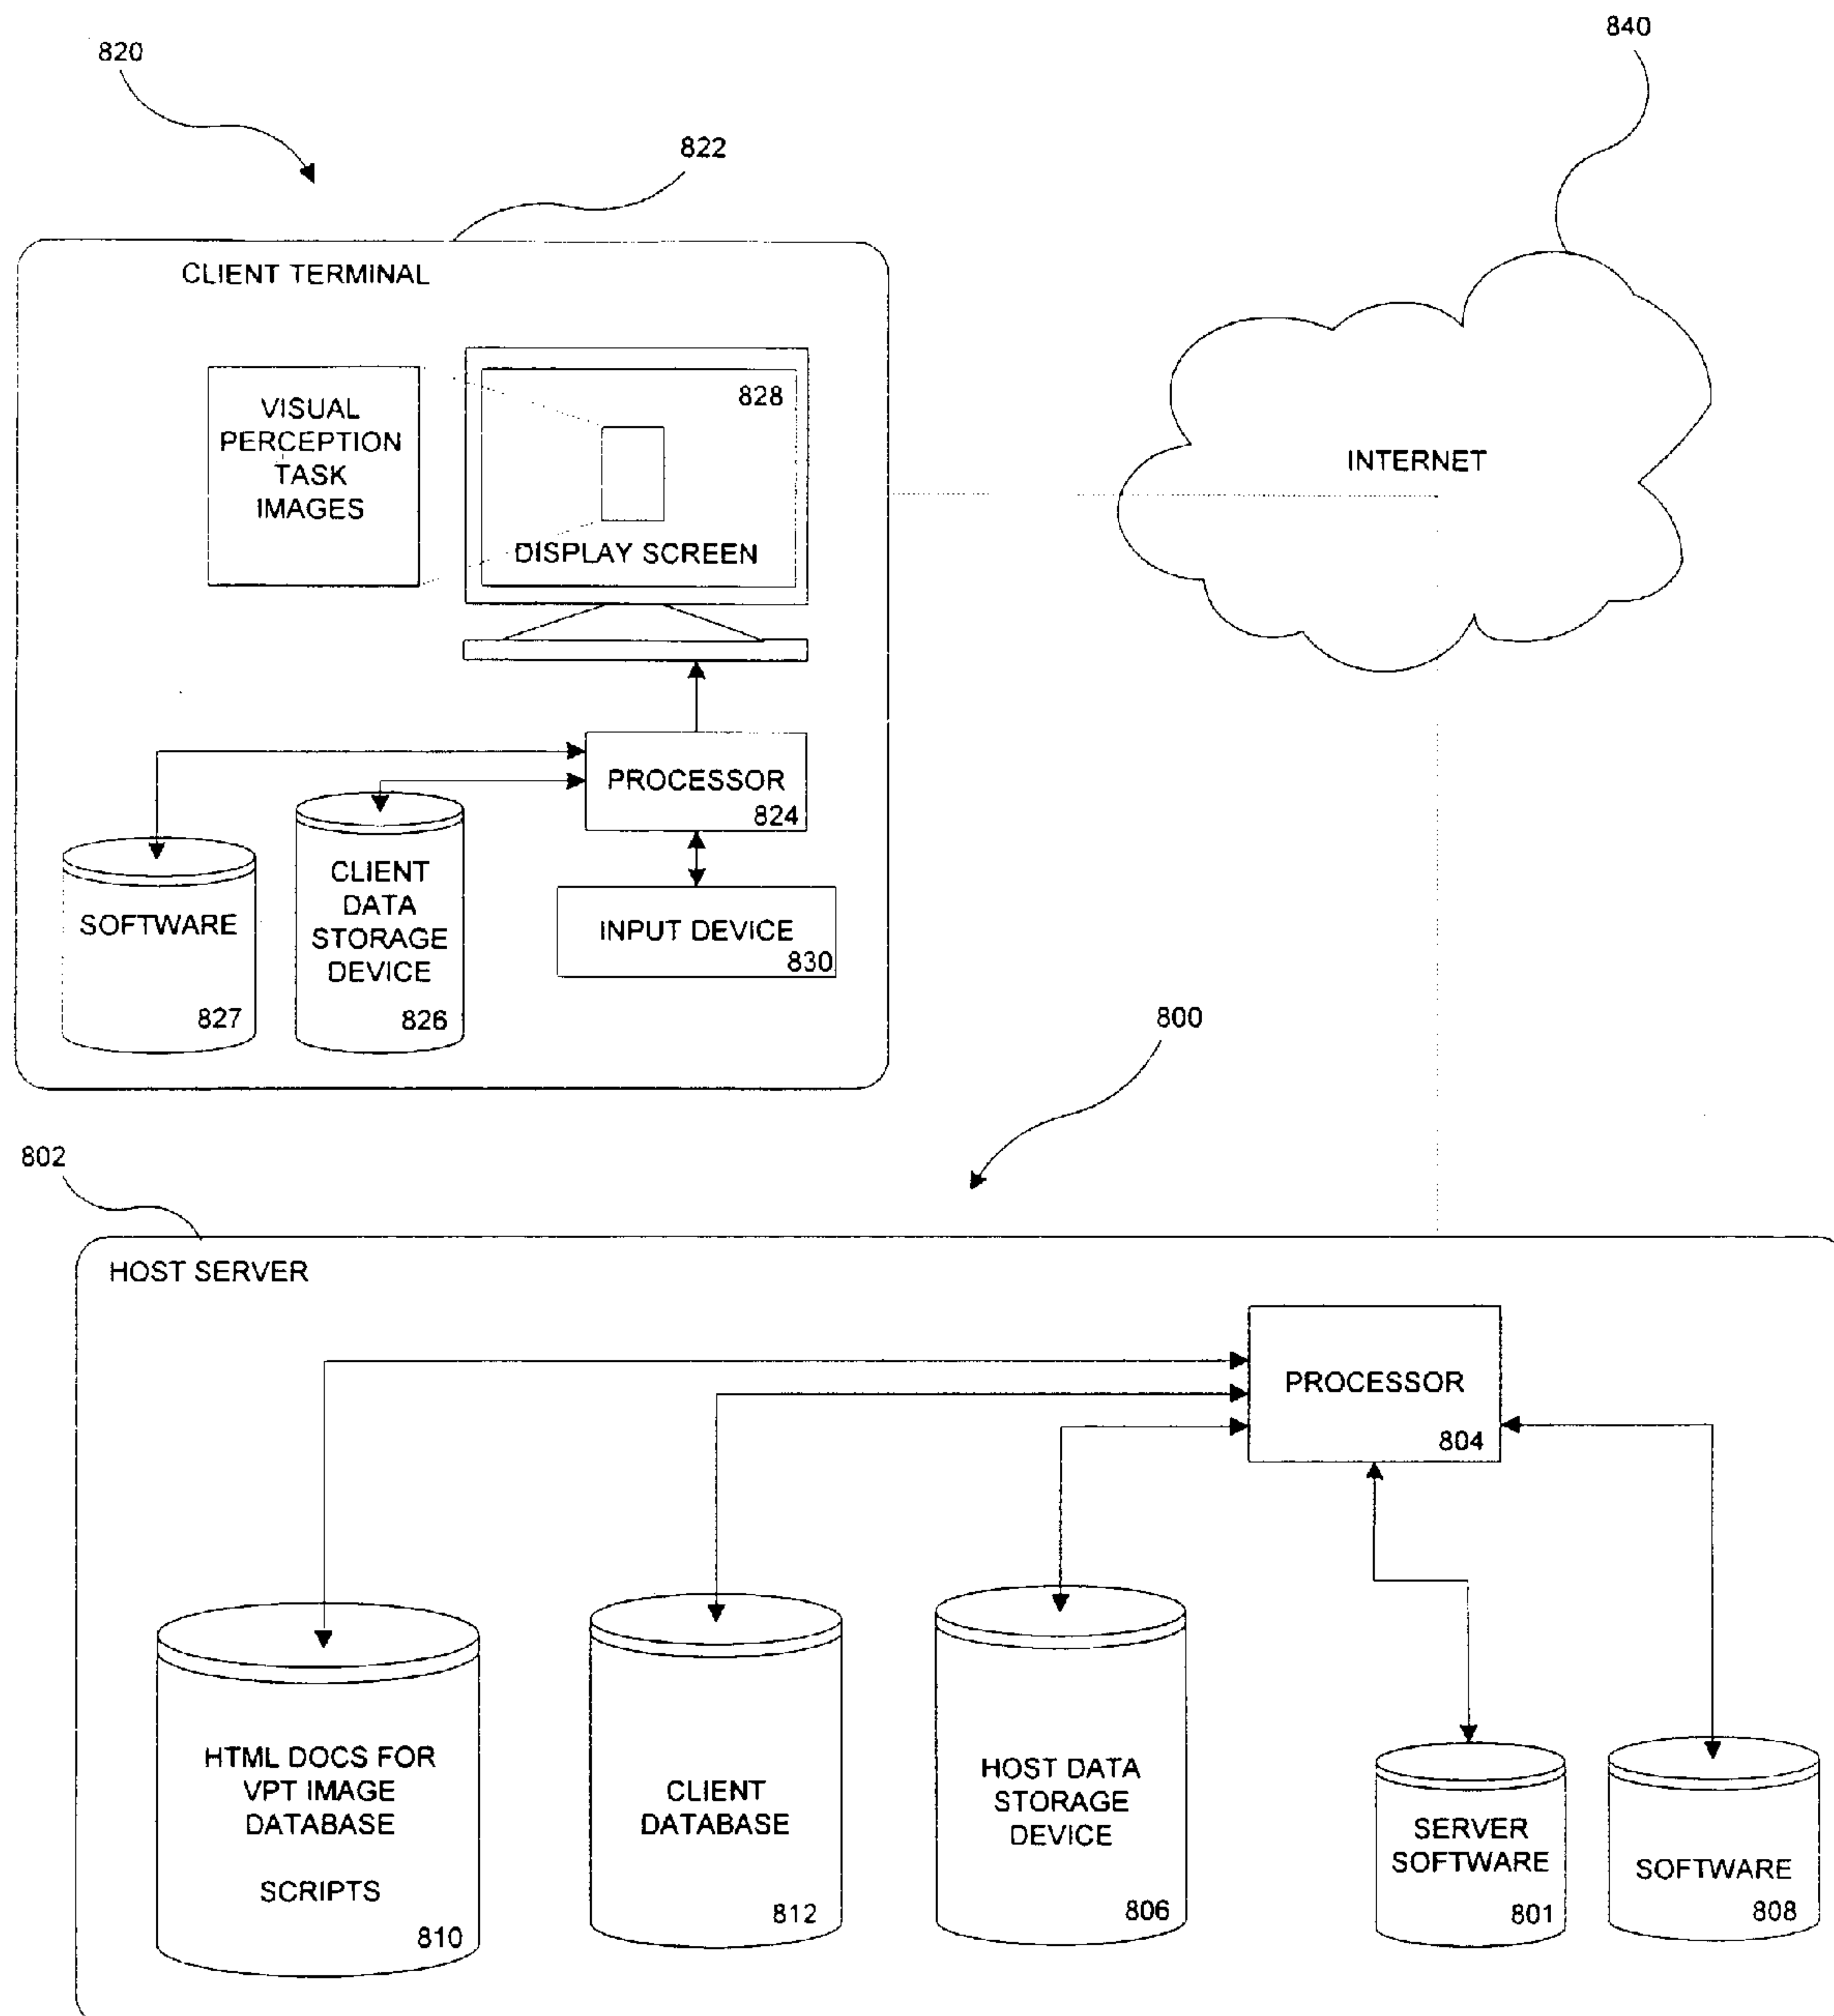 820
840
822
CLIENT TERMINAL
828
VISUAL
PERCEPTION
TASK
IMAGES
DISPLAY SCREEN
INTERNET
PROCESSOR
824
SOFTWARE
827
CLIENT
DATA
STORAGE
DEVICE
826
INPUT DEVICE
830
800
802
HOST SERVER
PROCESSOR
804
HTML DOCS FOR
VPT IMAGE
DATABASE
SCRIPTS
810
CLIENT
DATABASE
812
HOST DATA
STORAGE
DEVICE
806
SERVER
SOFTWARE
801
SOFTWARE
808